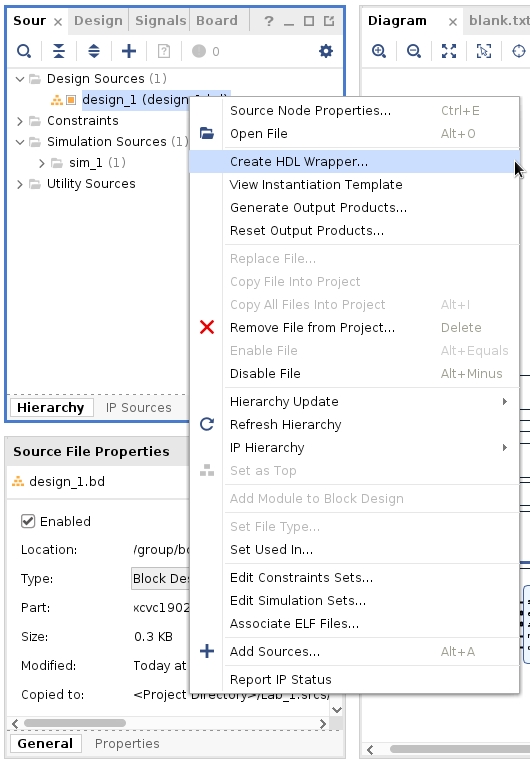 Sour
Design
Signals
Board
Diagram
blank.txt
0
Design Sources (1)
design_1
Constraints
Simulation Sources (1)
sim_1 (1)
Utility Sources
Hierarchy
IP Sources
Source Node Properties... Ctrl+E
Open File Alt+O
Create HDL Wrapper...
View Instantiation Template
Generate Output Products...
Reset Output Products...
Replace File...
Copy File Into Project
Copy All Files Into Project Alt+I
Remove File from Project... Delete
Enable File Alt+Equals
Disable File Alt+Minus
Hierarchy Update
Refresh Hierarchy
IP Hierarchy
Set as Top
Add Module to Block Design
Set File Type...
Set Used In...
Edit Constraints Sets...
Edit Simulation Sets...
Associate ELF Files...
Add Sources... Alt+A
Report IP Status
Source File Properties
design_1.bd
Enabled
Location: /group/bc
Type: Block Des
Part: xcvc1902
Size: 0.3 KB
Modified: Today at
Copied to: <Project Directory>/Lab_1.srcs/
General
Properties